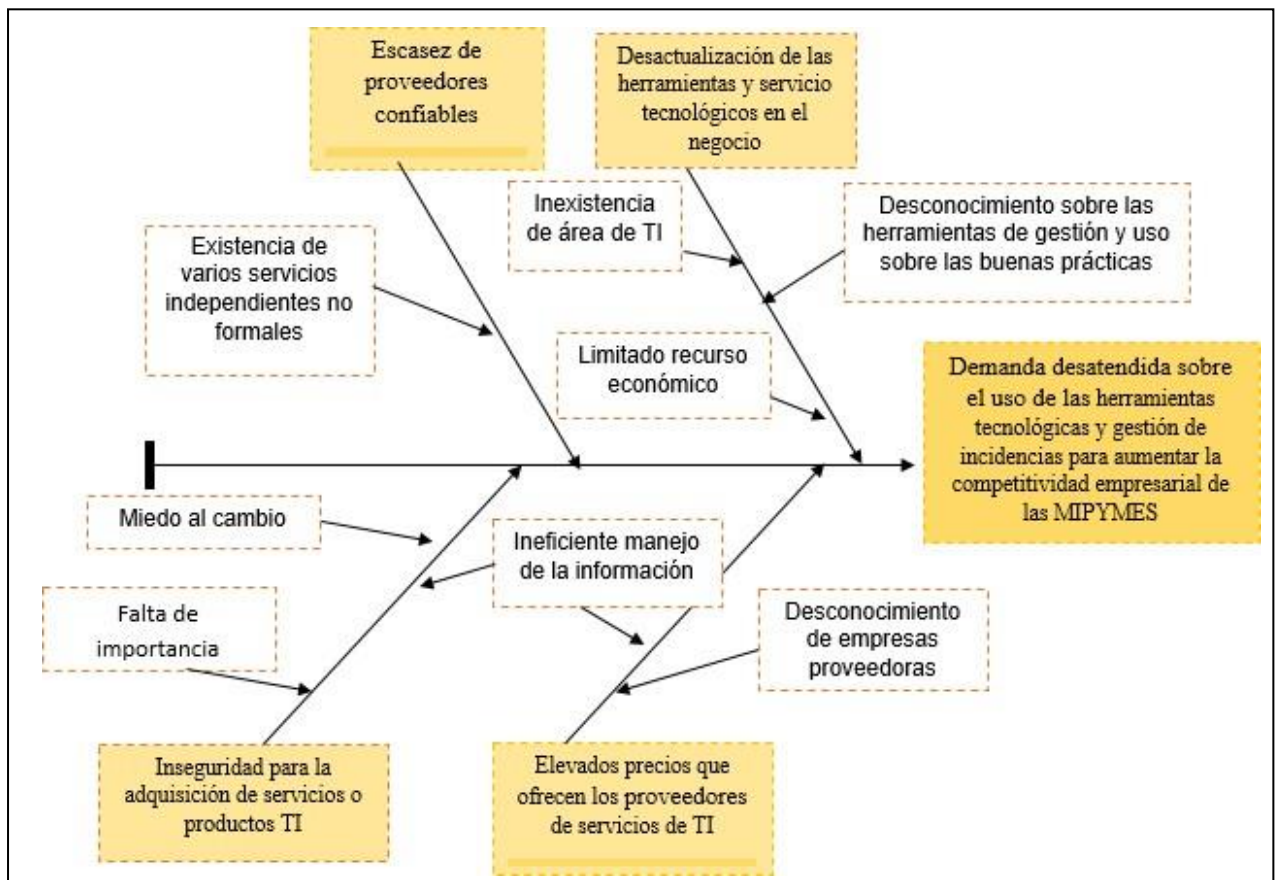 Escasez de
proveedores
confiables
Desactualización de las
herramientas y servicio
tecnológicos en el
negocio
Inexistencia
de área de TI
Desconocimiento sobre las
herramientas de gestión y uso
sobre las buenas prácticas
Existencia de
varios servicios
independientes no
formales
Limitado recurso
económico
Demanda desatendida sobre
el uso de las herramientas
tecnológicas y gestión de
incidencias para aumentar la
competitividad empresarial de
las MIPYMES
Miedo al cambio
Ineficiente manejo
de la información
Falta de
importancia
Desconocimiento
de empresas
proveedoras
Inseguridad para la
adquisición de servicios o
productos TI
Elevados precios que
ofrecen los proveedores
de servicios de TI